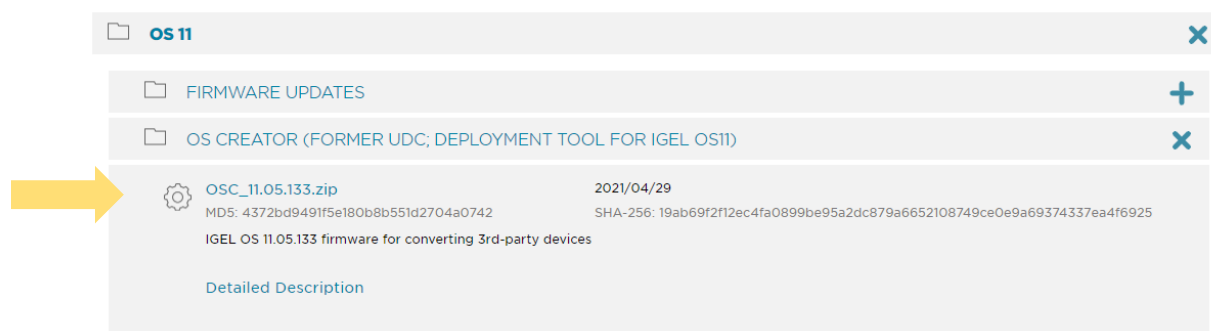 OS 11
FIRMWARE UPDATES
OS CREATOR (FORMER UDC; DEPLOYMENT TOOL FOR IGEL OS11)
OSC_11.05.133.zip 2021/04/29
MD5: 4372bd9491f5e180b8b551d2704a0742 SHA-256: 19ab69f2f12ec4fa0899be95a2dc879a6652108749ce0e9a69374337ea4f6925
IGEL OS 11.05.133 firmware for converting 3rd-party devices
Detailed Description